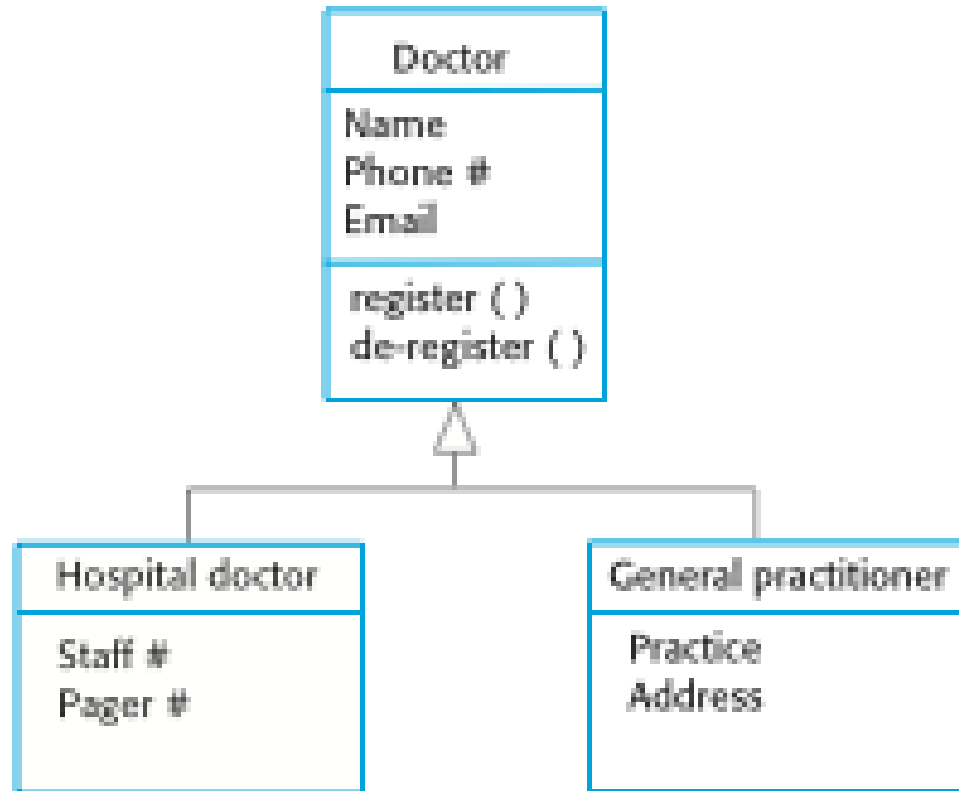 Doctor
Name
Phone #
Email
register ( )
de-register ( )
Hospital doctor
Staff #
Pager #
General practitioner
Practice
Address